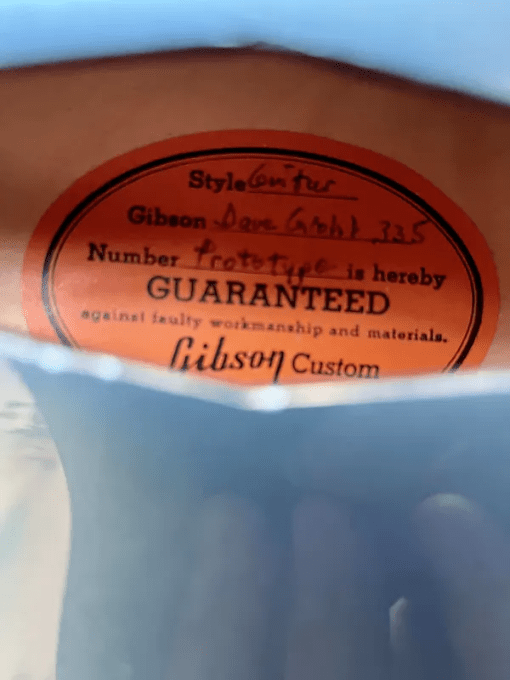 Style Guitar
Gibson Dave Grohl 335
Number Prototype is hereby
GUARANTEED
against faulty workmanship and materials.
Gibson Custom